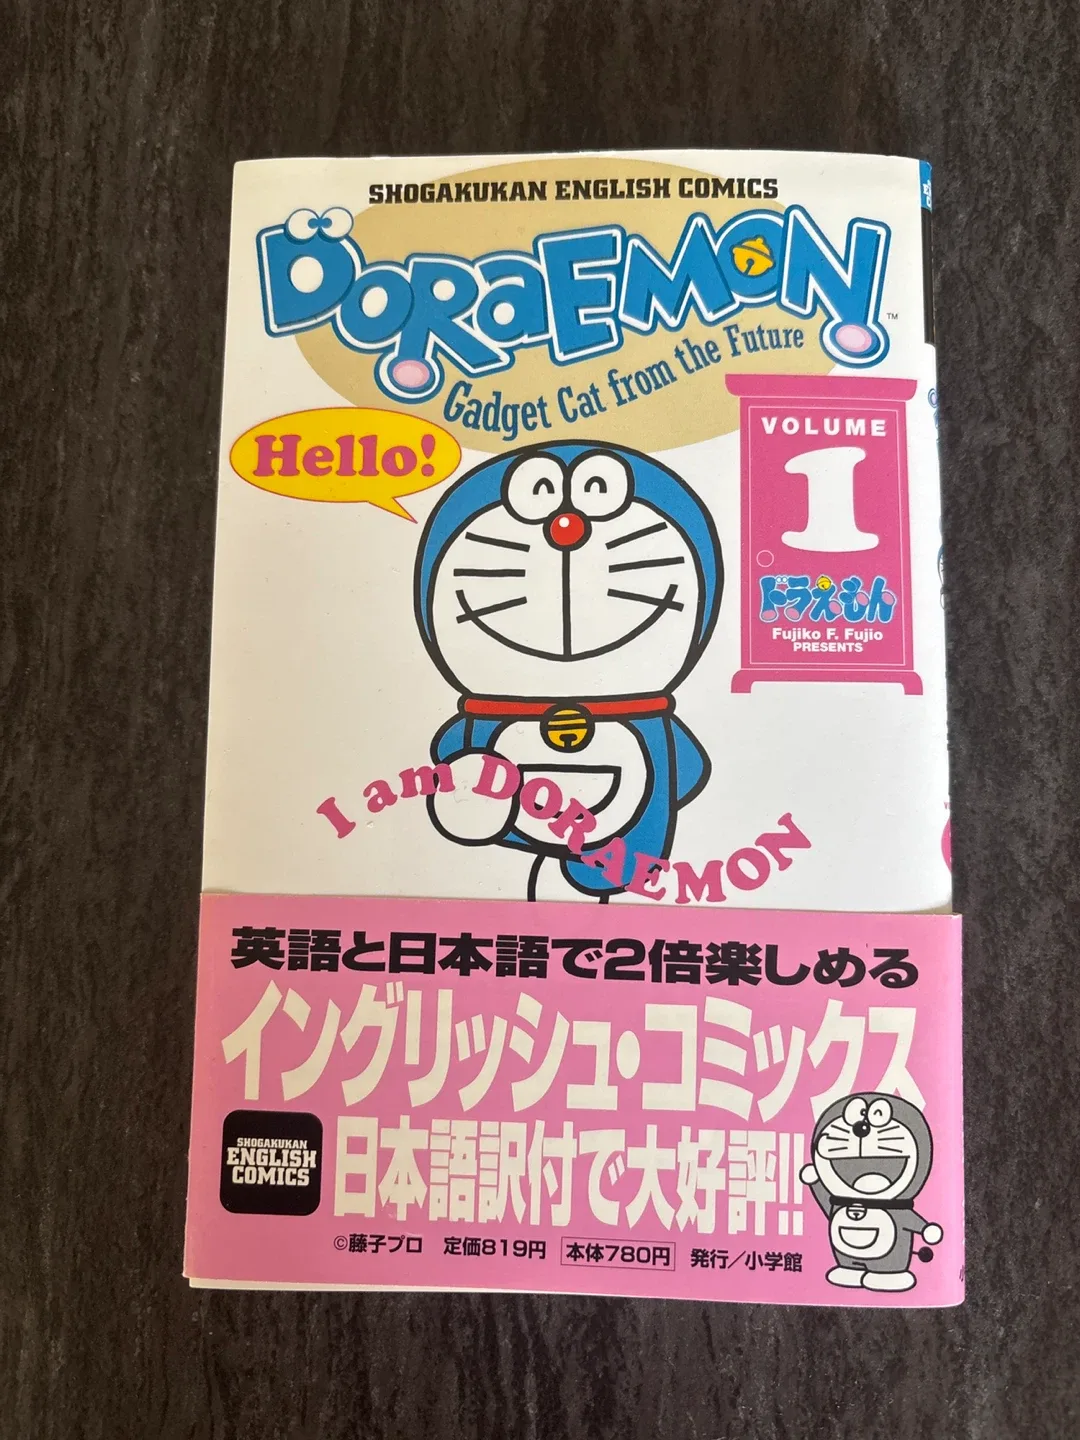 SHOGAKUKAN ENGLISH COMICS
DORAEMON
TM
Gadget Cat from the Future
Hello!
VOLUME
1
ドラえもん
Fujiko F. Fujio
PRESENTS
I am DORAEMON
英語と日本語で2倍楽しめる
イングリッシュ・コミックス
日本語訳付で大好評!!
SHOGAKUKAN
ENGLISH
COMICS
©藤子プロ 定価819円 本体780円 発行/小学館